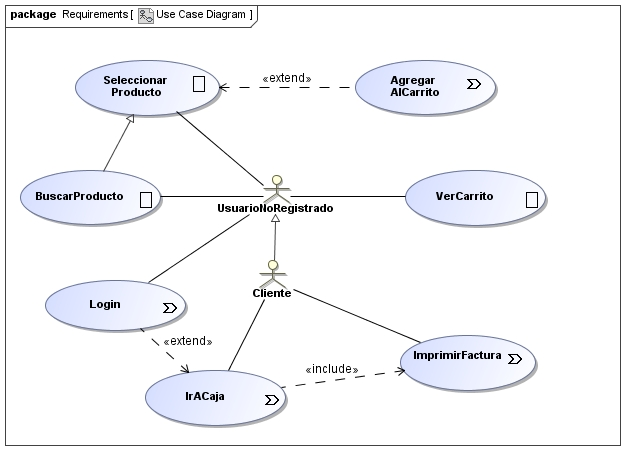 package Requirements [ Use Case Diagram ]
Seleccionar
Producto
«extend»
Agregar
AlCarrito
BuscarProducto
UsuarioNoRegistrado
VerCarrito
Login
Cliente
«extend»
ImprimirFactura
«include»
IrACaja